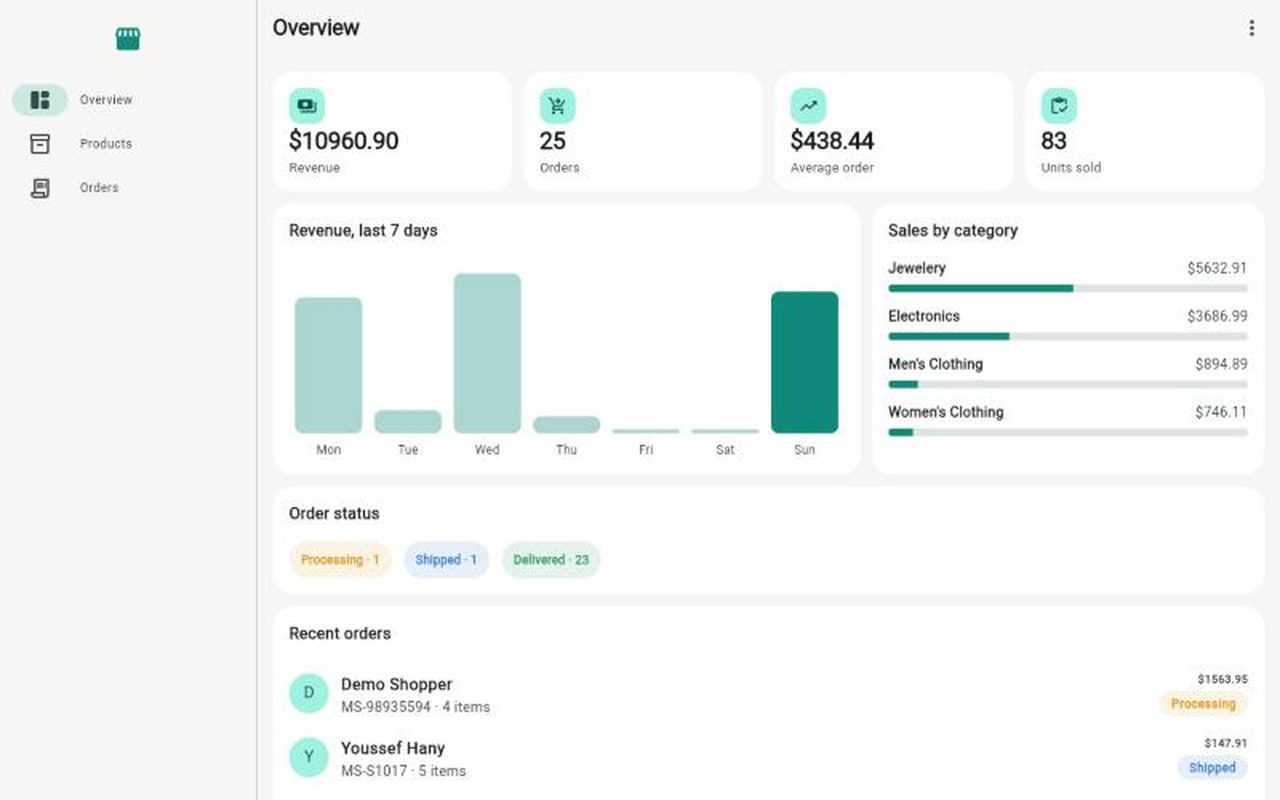 Overview
Overview
Products
Orders
$10960.90
Revenue
25
Orders
$438.44
Average order
83
Units sold
Revenue, last 7 days
Mon Tue Wed Thu Fri Sat Sun
Sales by category
Jewelery $5632.91
Electronics $3686.99
Men's Clothing $894.89
Women's Clothing $746.11
Order status
Processing · 1 Shipped · 1 Delivered · 23
Recent orders
D Demo Shopper $1563.95
MS-98935594 · 4 items Processing
Y Youssef Hany $147.91
MS-S1017 · 5 items Shipped